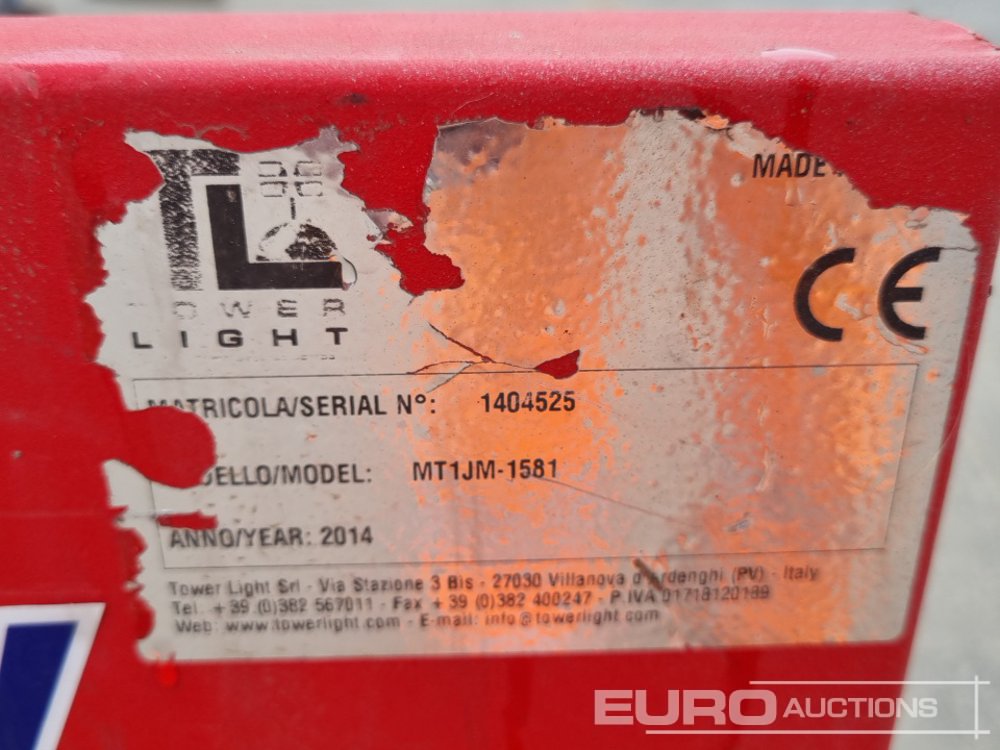 MADE
TL
TOWER
LIGHT
CE
MATRICOLA/SERIAL N°: 1404525
DELLO/MODEL: MT1JM-1581
ANNO/YEAR: 2014
Tower Light Srl - Via Stazione 3 Bis - 27030 Villanova d'Ardenghi (PV) - Italy
Tel. +39 (0)382 567011 - Fax +39 (0)382 400247 - P.IVA 01718120189
Web: www.towerlight.com - E-mail: info@towerlight.com
EURO AUCTIONS